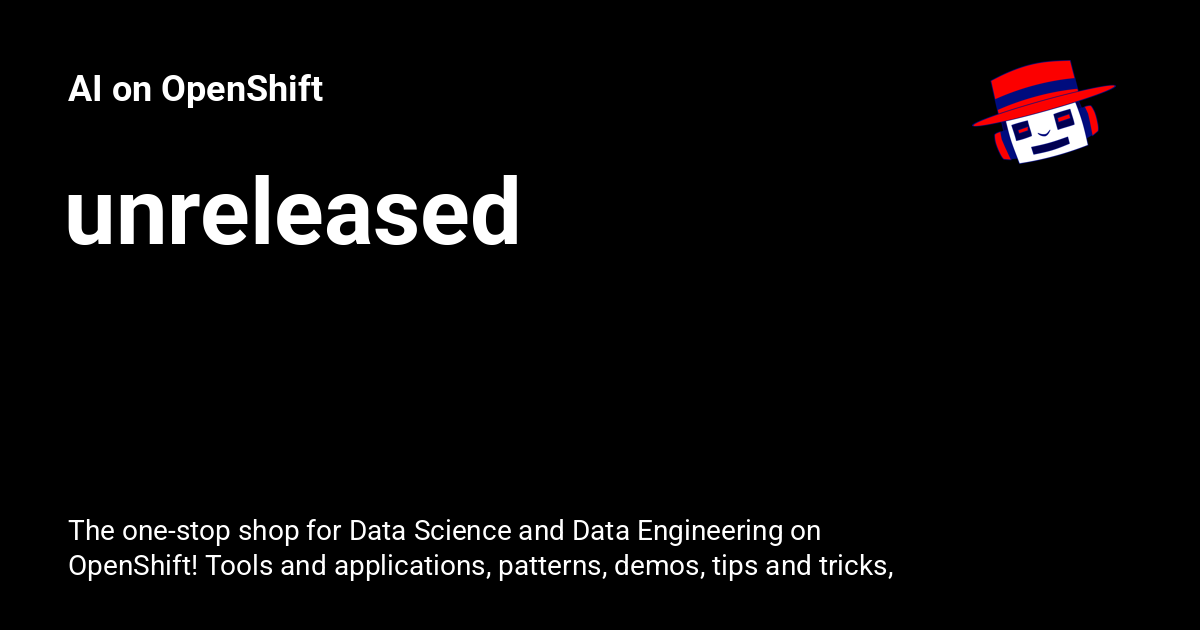 AI on OpenShift
unreleased
The one-stop shop for Data Science and Data Engineering on
OpenShift! Tools and applications, patterns, demos, tips and tricks,